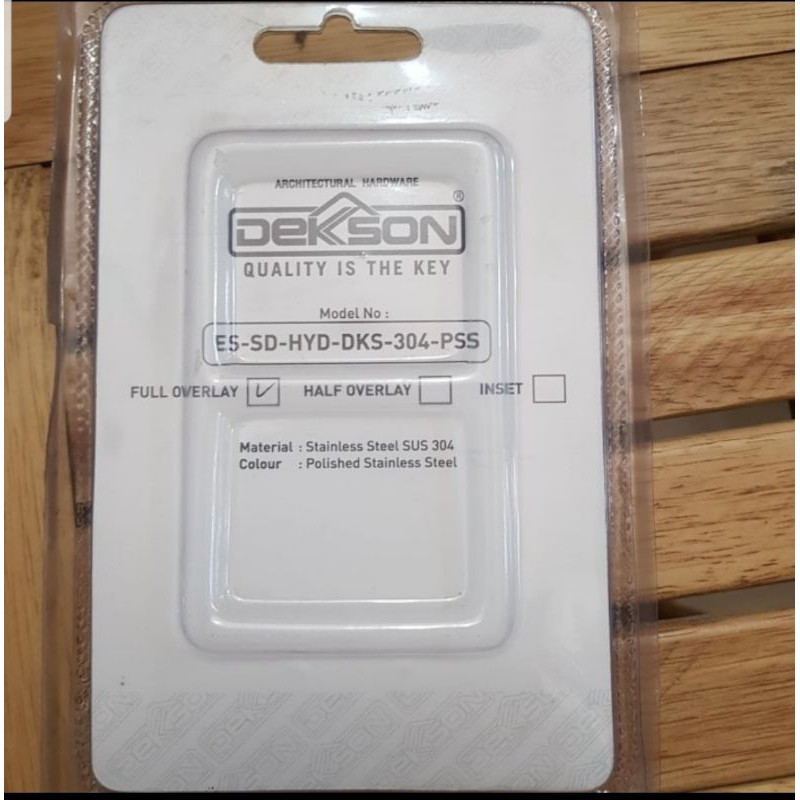 ARCHITECTURAL HARDWARE
DEKSON®
QUALITY IS THE KEY
Model No :
ES-SD-HYD-DKS-304-PSS
FULL OVERLAY ☑ HALF OVERLAY ☐ INSET ☐
Material : Stainless Steel SUS 304
Colour : Polished Stainless Steel